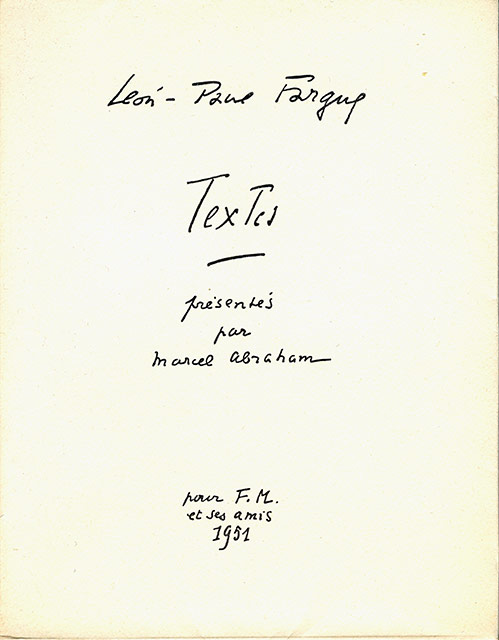 Léon-Paul Fargue
Textes
présentés
par
Marcel Abraham
pour F. M.
et ses amis
1951